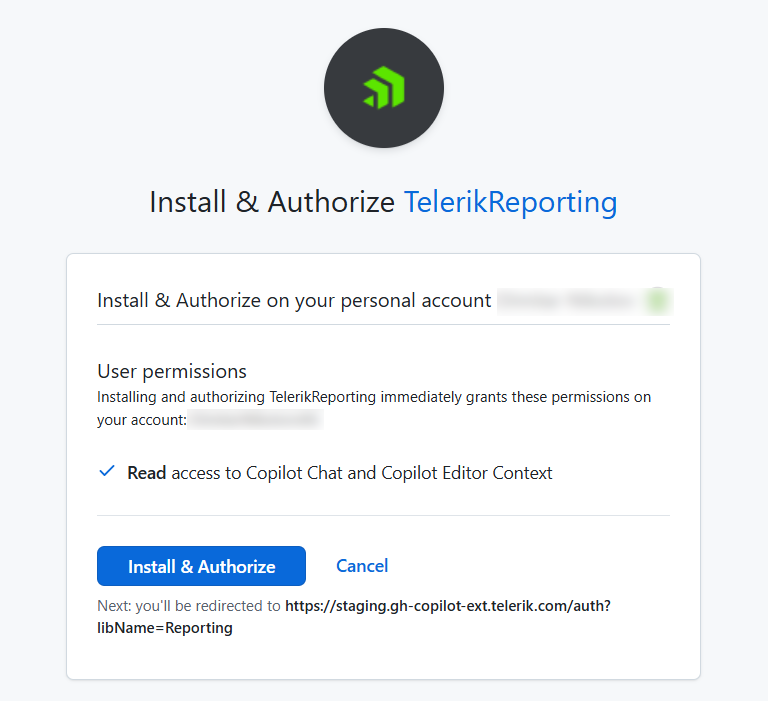 Install & Authorize TelerikReporting
Install & Authorize on your personal account
User permissions
Installing and authorizing TelerikReporting immediately grants these permissions on
your account:
Read access to Copilot Chat and Copilot Editor Context
Install & Authorize
Cancel
Next: you'll be redirected to https://staging.gh-copilot-ext.telerik.com/auth?
libName=Reporting